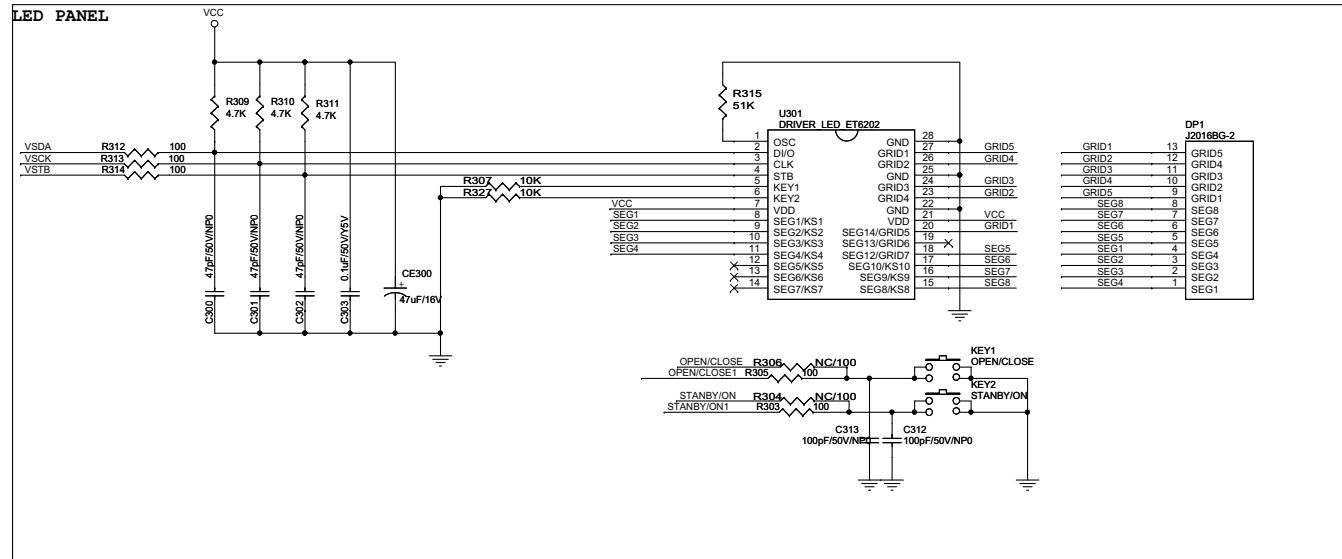 LED PANEL
VCC
R309
4.7K
R310
4.7K
R311
4.7K
VSDA
VSCK
VSTB
R312 100
R313 100
R314 100
C300 47pF/50V/NP0
C301 47pF/50V/NP0
C302 47pF/50V/NP0
C303 0.1uF/50V/Y5V
CE300
+
47uF/16V
R307 10K
R327 10K
R315
51K
U301
DRIVER_LED_ET6202
VCC
SEG1
SEG2
SEG3
SEG4
1 OSC
2 DI/O
3 CLK
4 STB
5 KEY1
6 KEY2
7 VDD
8 SEG1/KS1
9 SEG2/KS2
10 SEG3/KS3
11 SEG4/KS4
12 SEG5/KS5
13 SEG6/KS6
14 SEG7/KS7
GND 28
GRID1 27 GRID5
GRID2 26 GRID4
GND 25
GRID3 24 GRID3
GRID4 23 GRID2
GND 22
VDD 21 VCC
SEG14/GRID5 20 GRID1
SEG13/GRID6 19
SEG12/GRID7 18 SEG5
SEG10/KS10 17 SEG6
SEG9/KS9 16 SEG7
SEG8/KS8 15 SEG8
DP1
J2016BG-2
GRID1 13 GRID5
GRID2 12 GRID4
GRID3 11 GRID3
GRID4 10 GRID2
GRID5 9 GRID1
SEG8 8 SEG8
SEG7 7 SEG7
SEG6 6 SEG6
SEG5 5 SEG5
SEG1 4 SEG4
SEG2 3 SEG3
SEG3 2 SEG2
SEG4 1 SEG1
OPEN/CLOSE R306 NC/100
OPEN/CLOSE1 R305 100
STANBY/ON R304 NC/100
STANBY/ON1 R303 100
KEY1
OPEN/CLOSE
KEY2
STANBY/ON
C313
100pF/50V/NP0
C312
100pF/50V/NP0